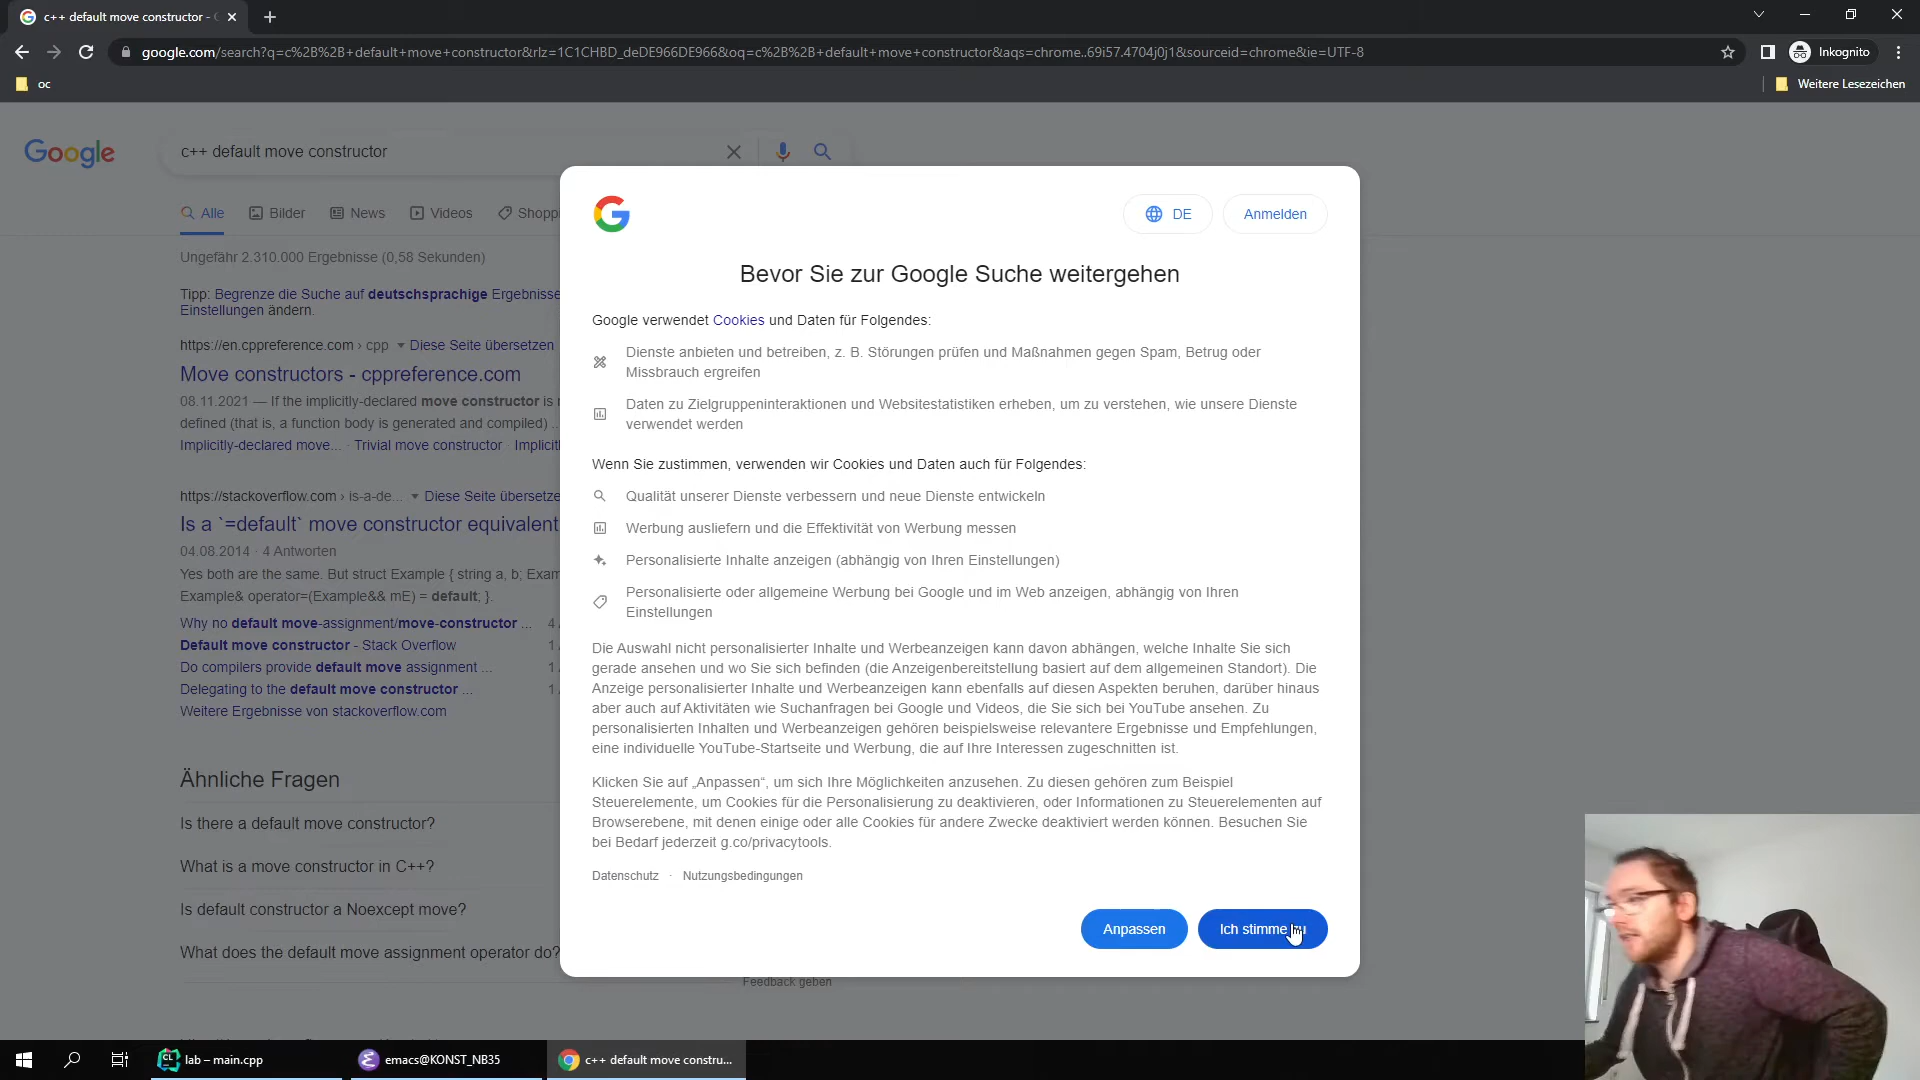 c++ default move constructor - G
google.com/search?q=c%2B%2B+default+move+constructor&rlz=1C1CHBD_deDE966DE966&oq=c%2B%2B+default+move+constructor&aqs=chrome..69i57.4704j0j1&sourceid=chrome&ie=UTF-8
Inkognito
oc
Weitere Lesezeichen
Google
c++ default move constructor
Alle
Bilder
News
Videos
Shopp
Ungefähr 2.310.000 Ergebnisse (0,58 Sekunden)
Tipp: Begrenze die Suche auf deutschsprachige Ergebnisse
Einstellungen ändern.
https://en.cppreference.com › cpp Diese Seite übersetzen
Move constructors - cppreference.com
08.11.2021 — If the implicitly-declared move constructor is
defined (that is, a function body is generated and compiled) ...
Implicitly-declared move... · Trivial move constructor · Implicit
https://stackoverflow.com › is-a-de... Diese Seite übersetze
Is a `=default` move constructor equivalent
04.08.2014 · 4 Antworten
Yes both are the same. But struct Example { string a, b; Exam
Example& operator=(Example&& mE) = default; }.
Why no default move-assignment/move-constructor ... 4
Default move constructor - Stack Overflow 1
Do compilers provide default move assignment ... 1
Delegating to the default move constructor ... 1
Weitere Ergebnisse von stackoverflow.com
Ähnliche Fragen
Is there a default move constructor?
What is a move constructor in C++?
Is default constructor a Noexcept move?
What does the default move assignment operator do?
Feedback geben
DE
Anmelden
Bevor Sie zur Google Suche weitergehen
Google verwendet Cookies und Daten für Folgendes:
Dienste anbieten und betreiben, z. B. Störungen prüfen und Maßnahmen gegen Spam, Betrug oder
Missbrauch ergreifen
Daten zu Zielgruppeninteraktionen und Websitestatistiken erheben, um zu verstehen, wie unsere Dienste
verwendet werden
Wenn Sie zustimmen, verwenden wir Cookies und Daten auch für Folgendes:
Qualität unserer Dienste verbessern und neue Dienste entwickeln
Werbung ausliefern und die Effektivität von Werbung messen
Personalisierte Inhalte anzeigen (abhängig von Ihren Einstellungen)
Personalisierte oder allgemeine Werbung bei Google und im Web anzeigen, abhängig von Ihren
Einstellungen
Die Auswahl nicht personalisierter Inhalte und Werbeanzeigen kann davon abhängen, welche Inhalte Sie sich
gerade ansehen und wo Sie sich befinden (die Anzeigenbereitstellung basiert auf dem allgemeinen Standort). Die
Anzeige personalisierter Inhalte und Werbeanzeigen kann ebenfalls auf diesen Aspekten beruhen, darüber hinaus
aber auch auf Aktivitäten wie Suchanfragen bei Google und Videos, die Sie sich bei YouTube ansehen. Zu
personalisierten Inhalten und Werbeanzeigen gehören beispielsweise relevantere Ergebnisse und Empfehlungen,
eine individuelle YouTube-Startseite und Werbung, die auf Ihre Interessen zugeschnitten ist.
Klicken Sie auf „Anpassen“, um sich Ihre Möglichkeiten anzusehen. Zu diesen gehören zum Beispiel
Steuerelemente, um Cookies für die Personalisierung zu deaktivieren, oder Informationen zu Steuerelementen auf
Browserebene, mit denen einige oder alle Cookies für andere Zwecke deaktiviert werden können. Besuchen Sie
bei Bedarf jederzeit g.co/privacytools.
Datenschutz · Nutzungsbedingungen
Anpassen
Ich stimme zu
lab – main.cpp
emacs@KONST_NB35
c++ default move constru...